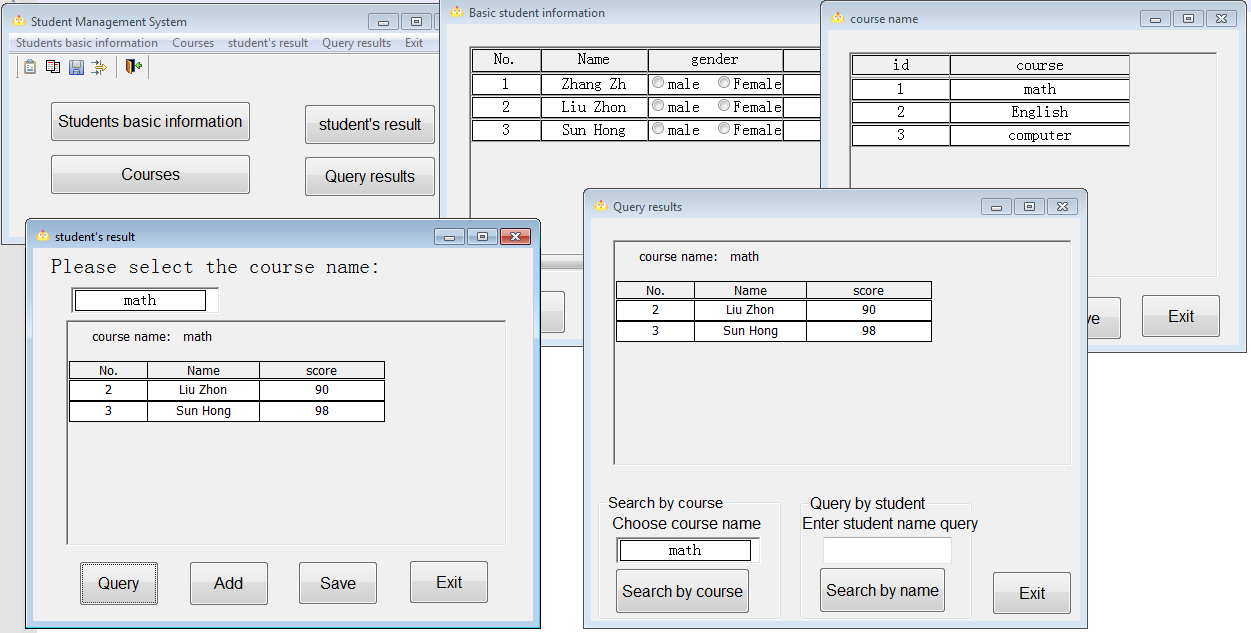 Student Management System
Students basic information Courses student's result Query results Exit
Students basic information
student's result
Courses
Query results
Basic student information
No. Name gender
1 Zhang Zh male Female
2 Liu Zhon male Female
3 Sun Hong male Female
course name
id course
1 math
2 English
3 computer
Exit
student's result
Please select the course name:
math
course name: math
No. Name score
2 Liu Zhon 90
3 Sun Hong 98
Query Add Save Exit
Query results
course name: math
No. Name score
2 Liu Zhon 90
3 Sun Hong 98
Search by course
Choose course name
math
Search by course
Query by student
Enter student name query
Search by name
Exit